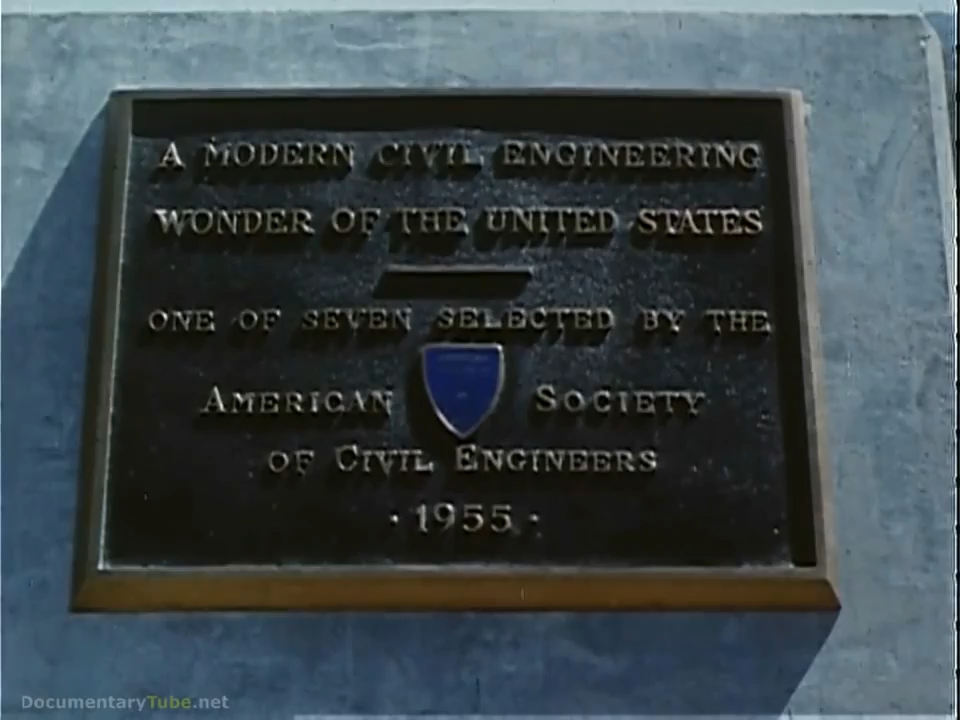 A MODERN CIVIL ENGINEERING
WONDER OF THE UNITED STATES
ONE OF SEVEN SELECTED BY THE
AMERICAN SOCIETY
OF CIVIL ENGINEERS
· 1955 ·
DocumentaryTube.net